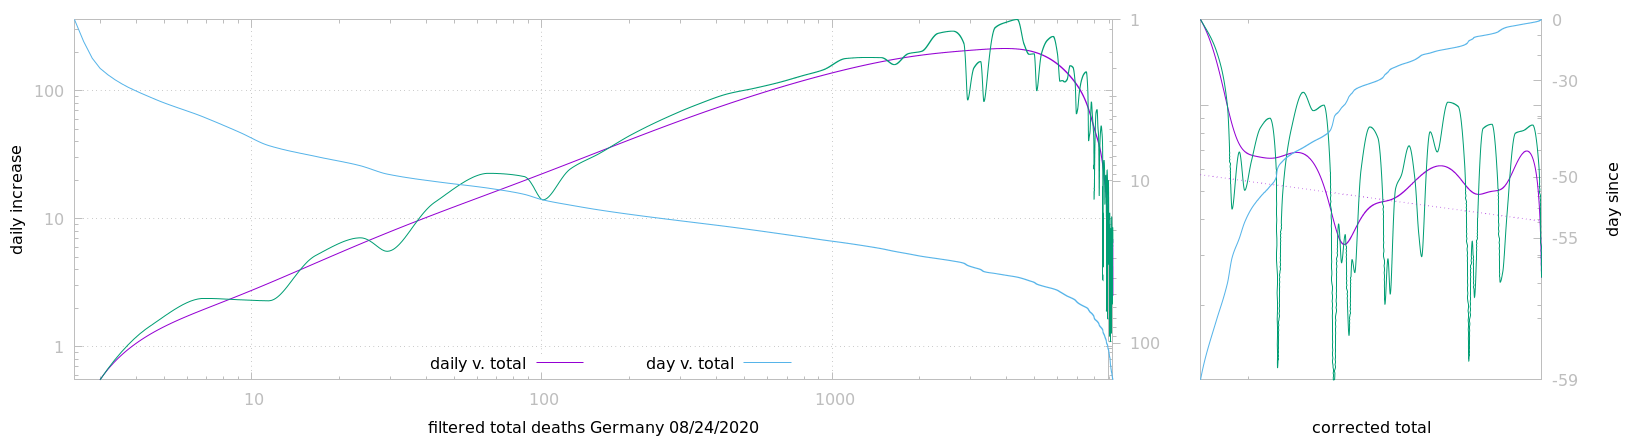 daily increase
100
10
1
daily v. total
day v. total
10
100
1000
filtered total deaths Germany 08/24/2020
1
10
100
0
-30
-50
-55
-59
day since
corrected total